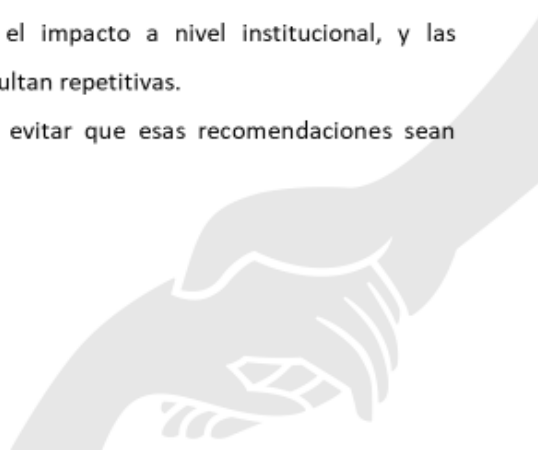 el impacto a nivel institucional, y las
ultan repetitivas.
evitar que esas recomendaciones sean